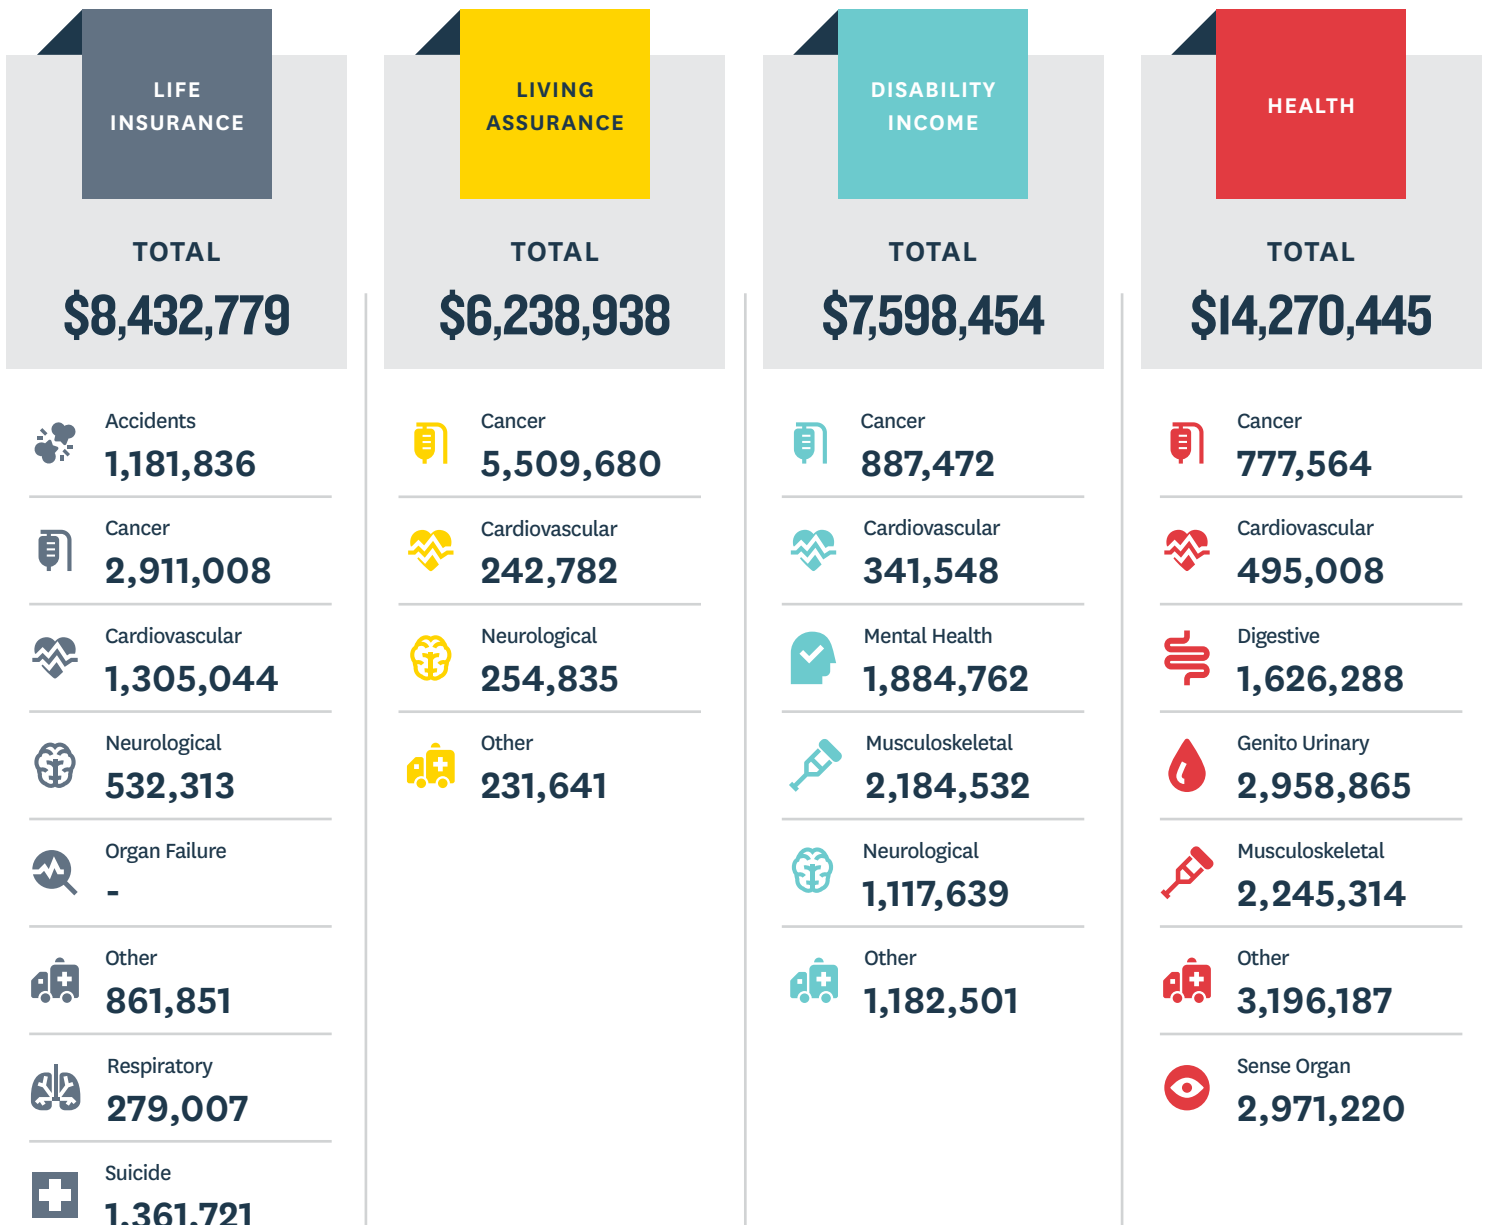 LIFE
INSURANCE
TOTAL
$8,432,779
Accidents
1,181,836
Cancer
2,911,008
Cardiovascular
1,305,044
Neurological
532,313
Organ Failure
-
Other
861,851
Respiratory
279,007
Suicide
1,361,721
LIVING
ASSURANCE
TOTAL
$6,238,938
Cancer
5,509,680
Cardiovascular
242,782
Neurological
254,835
Other
231,641
DISABILITY
INCOME
TOTAL
$7,598,454
Cancer
887,472
Cardiovascular
341,548
Mental Health
1,884,762
Musculoskeletal
2,184,532
Neurological
1,117,639
Other
1,182,501
HEALTH
TOTAL
$14,270,445
Cancer
777,564
Cardiovascular
495,008
Digestive
1,626,288
Genito Urinary
2,958,865
Musculoskeletal
2,245,314
Other
3,196,187
Sense Organ
2,971,220